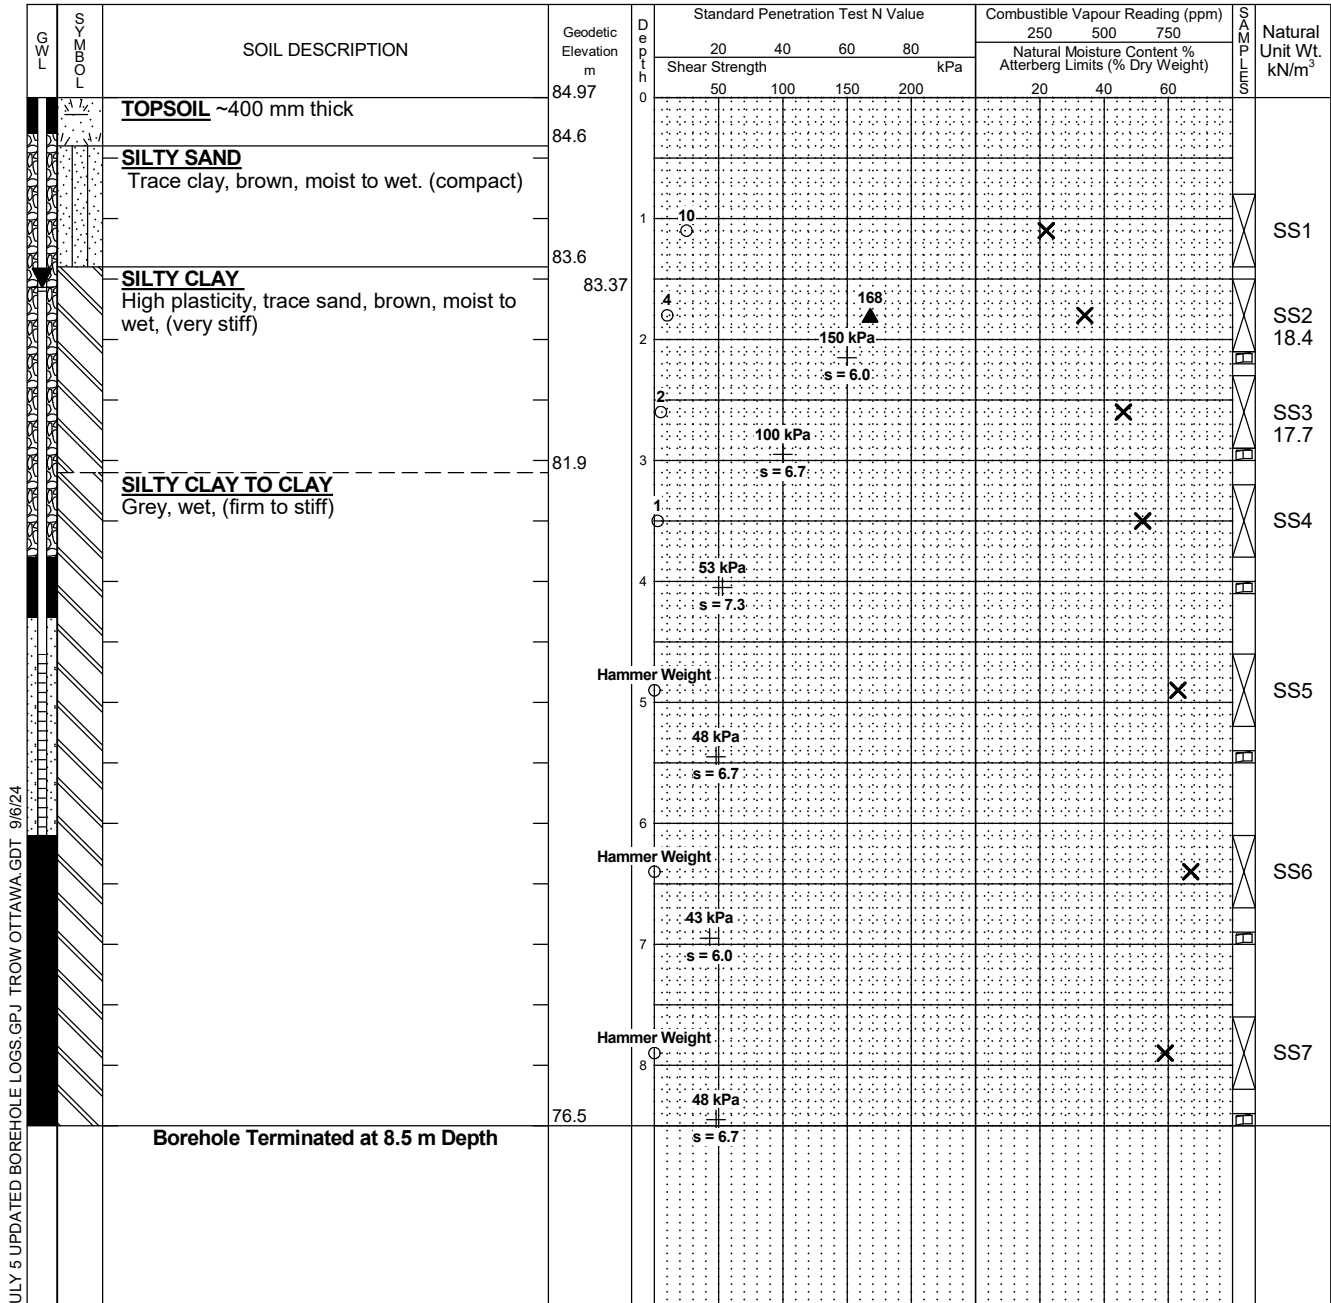 GWL
SYMBOL
SOIL DESCRIPTION
Geodetic
Elevation
m
Depth
Standard Penetration Test N Value
20 40 60 80
Shear Strength kPa
50 100 150 200
Combustible Vapour Reading (ppm)
250 500 750
Natural Moisture Content %
Atterberg Limits (% Dry Weight)
20 40 60
SAMPLES
Natural
Unit Wt.
kN/m³
84.97
0
TOPSOIL ~400 mm thick
84.6
SILTY SAND
Trace clay, brown, moist to wet. (compact)
1
10
SS1
83.6
SILTY CLAY
83.37
High plasticity, trace sand, brown, moist to
wet, (very stiff)
4
168
SS2
18.4
2
150 kPa
s = 6.0
2
SS3
17.7
100 kPa
s = 6.7
81.9
3
SILTY CLAY TO CLAY
Grey, wet, (firm to stiff)
1
SS4
53 kPa
4
s = 7.3
Hammer Weight
SS5
5
48 kPa
s = 6.7
6
Hammer Weight
SS6
43 kPa
7
s = 6.0
Hammer Weight
SS7
8
48 kPa
s = 6.7
76.5
Borehole Terminated at 8.5 m Depth
ULY 5 UPDATED BOREHOLE LOGS.GPJ TROW OTTAWA.GDT 9/6/24